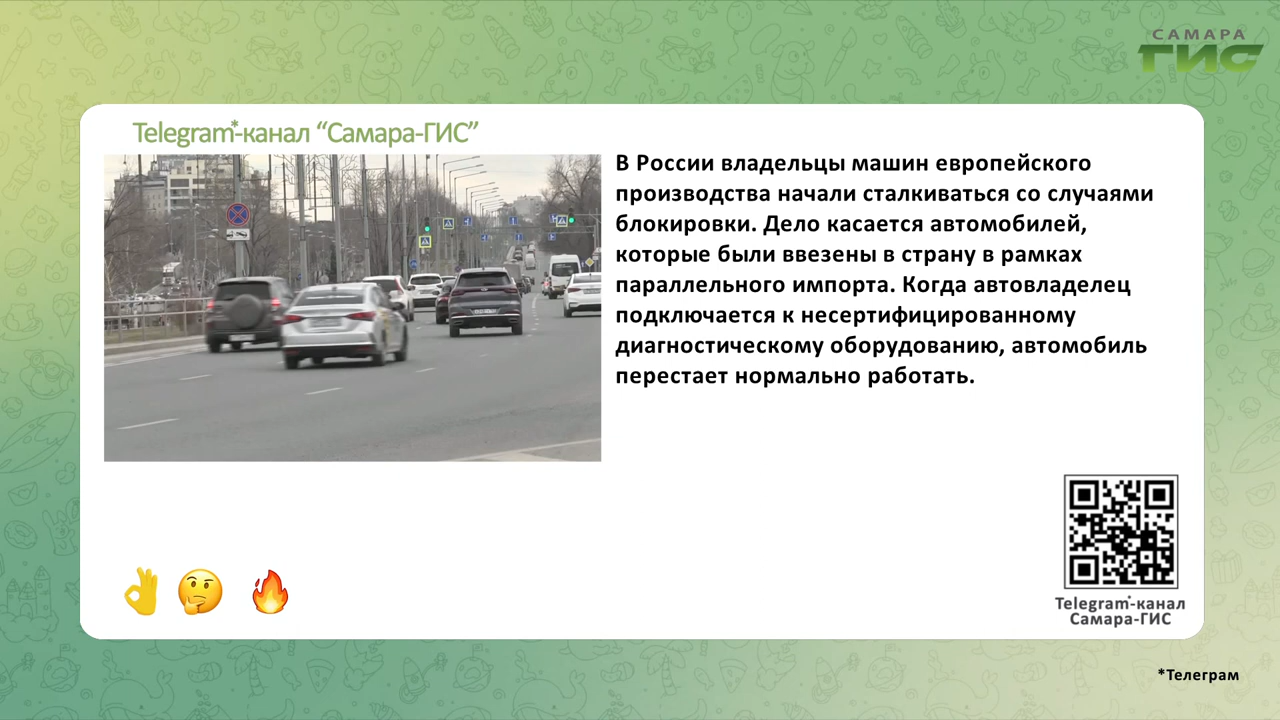 САМАРА
ГИС
Telegram*-канал “Самара-ГИС”
В России владельцы машин европейского
производства начали сталкиваться со случаями
блокировки. Дело касается автомобилей,
которые были ввезены в страну в рамках
параллельного импорта. Когда автовладелец
подключается к несертифицированному
диагностическому оборудованию, автомобиль
перестает нормально работать.
Telegram*-канал
Самара-ГИС
*Телеграм